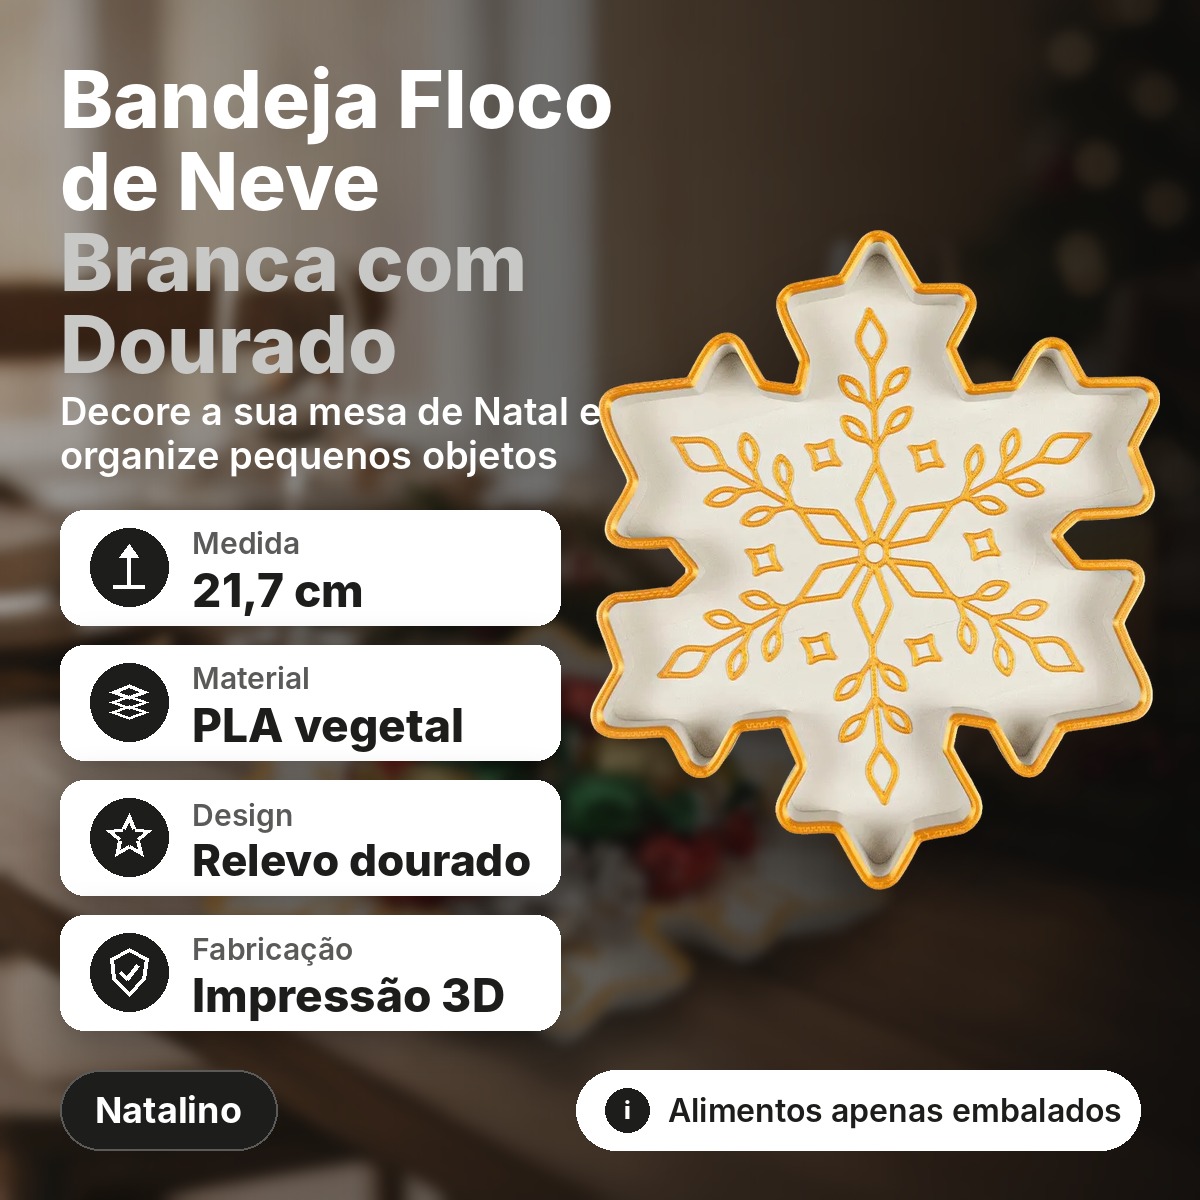 Bandeja Floco
de Neve
Branca com
Dourado
Decore a sua mesa de Natal e
organize pequenos objetos
Medida
21,7 cm
Material
PLA vegetal
Design
Relevo dourado
Fabricação
Impressão 3D
Natalino
i Alimentos apenas embalados